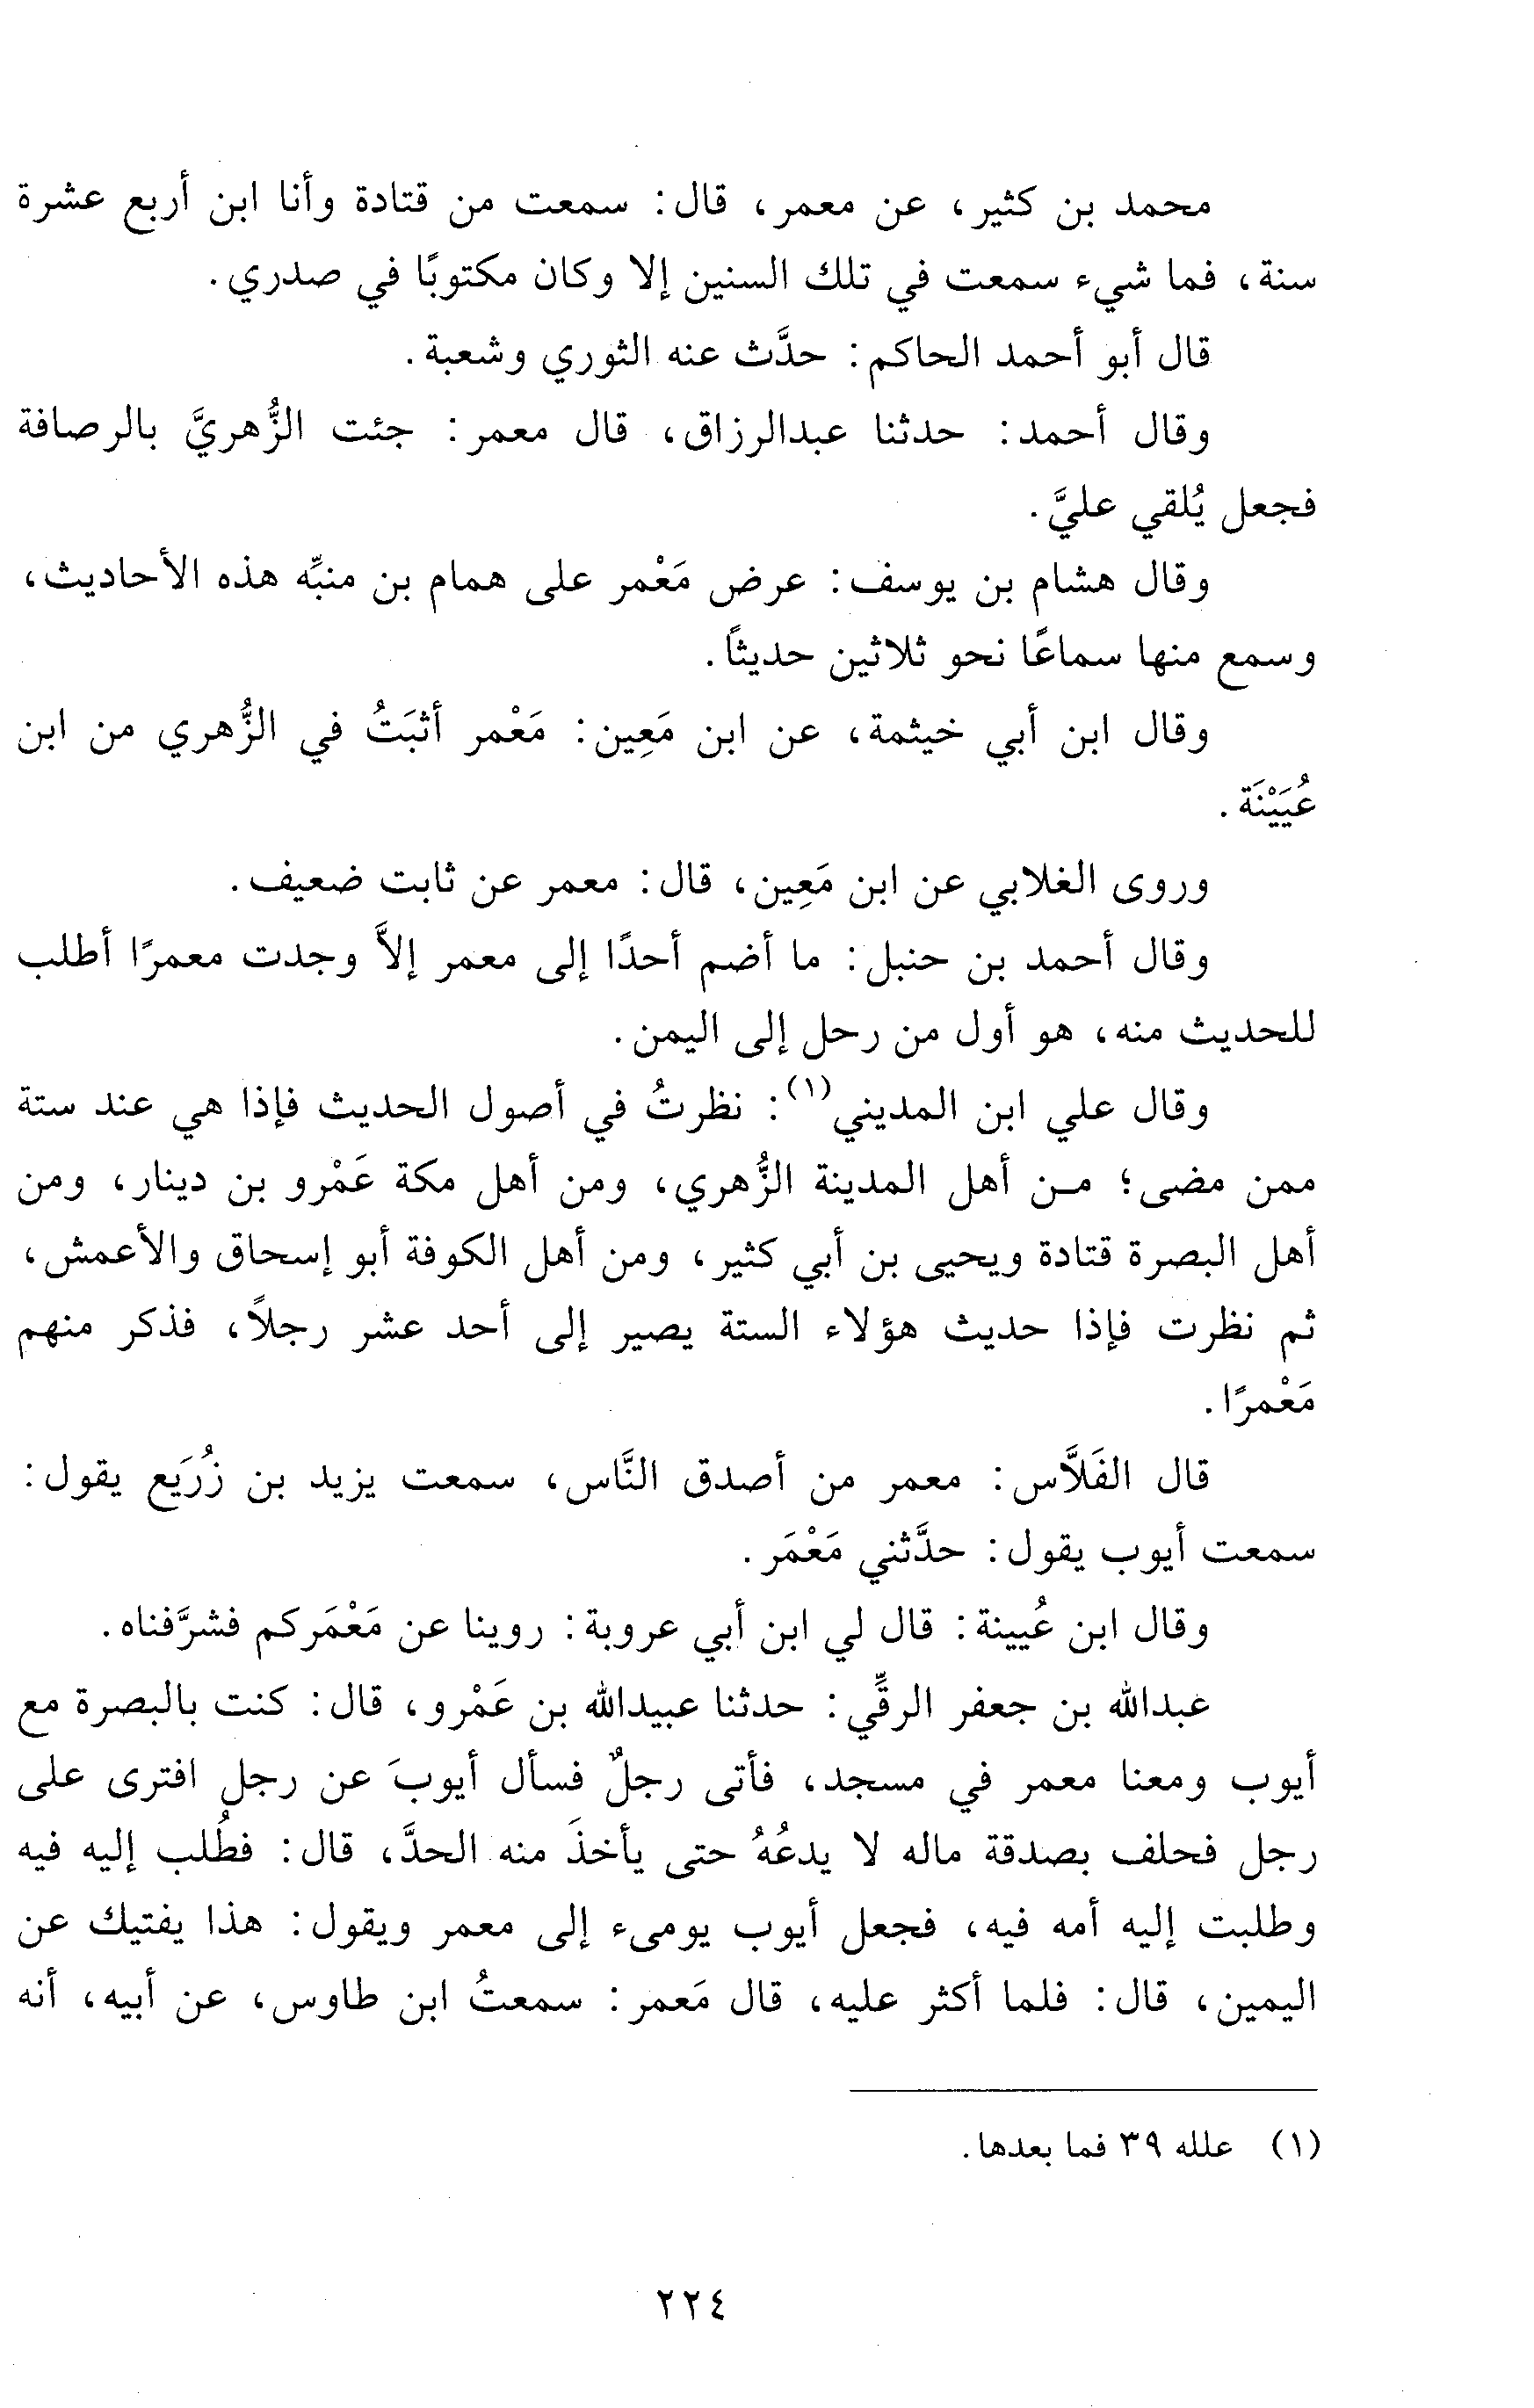 محمد بن كثير، عن معمر، قال: سمعت من قتادة وأنا ابن أربع عشرة
سنة، فما شيء سمعت في تلك السنين إلا وكان مكتوبًا في صدري.
قال أبو أحمد الحاكم: حدَّث عنه الثوري وشعبة.
وقال أحمد: حدثنا عبدالرزاق، قال معمر: جئت الزُّهريَّ بالرصافة
فجعل يُلقي عليَّ.
وقال هشام بن يوسف: عرض مَعْمر على همام بن منبِّه هذه الأحاديث،
وسمع منها سماعًا نحو ثلاثين حديثًا.
وقال ابن أبي خيثمة، عن ابن مَعِين: مَعْمر أثبَتُ في الزُّهري من ابن
عُيَيْنَة.
وروى الغلابي عن ابن مَعِين، قال: معمر عن ثابت ضعيف.
وقال أحمد بن حنبل: ما أضم أحدًا إلى معمر إلاَّ وجدت معمرًا أطلب
للحديث منه، هو أول من رحل إلى اليمن.
وقال علي ابن المديني(١): نظرتُ في أصول الحديث فإذا هي عند ستة
ممن مضى؛ مـن أهل المدينة الزُّهري، ومن أهل مكة عَمْرو بن دينار، ومن
أهل البصرة قتادة ويحيى بن أبي كثير، ومن أهل الكوفة أبو إسحاق والأعمش،
ثم نظرت فإذا حديث هؤلاء الستة يصير إلى أحد عشر رجلاً، فذكر منهم
مَعْمرًا.
قال الفَلاَّس: معمر من أصدق النَّاس، سمعت يزيد بن زُرَيع يقول:
سمعت أيوب يقول: حدَّثني مَعْمَر.
وقال ابن عُيينة: قال لي ابن أبي عروبة: روينا عن مَعْمَركم فشرَّفناه.
عبدالله بن جعفر الرقِّي: حدثنا عبيدالله بن عَمْرو، قال: كنت بالبصرة مع
أيوب ومعنا معمر في مسجد، فأتى رجلٌ فسأل أيوبَ عن رجل افترى على
رجل فحلف بصدقة ماله لا يدعُهُ حتى يأخذَ منه الحدَّ، قال: فطُلب إليه فيه
وطلبت إليه أمه فيه، فجعل أيوب يومىء إلى معمر ويقول: هذا يفتيك عن
اليمين، قال: فلما أكثر عليه، قال مَعمر: سمعتُ ابن طاوس، عن أبيه، أنه
(١) علله ٣٩ فما بعدها.
٢٢٤